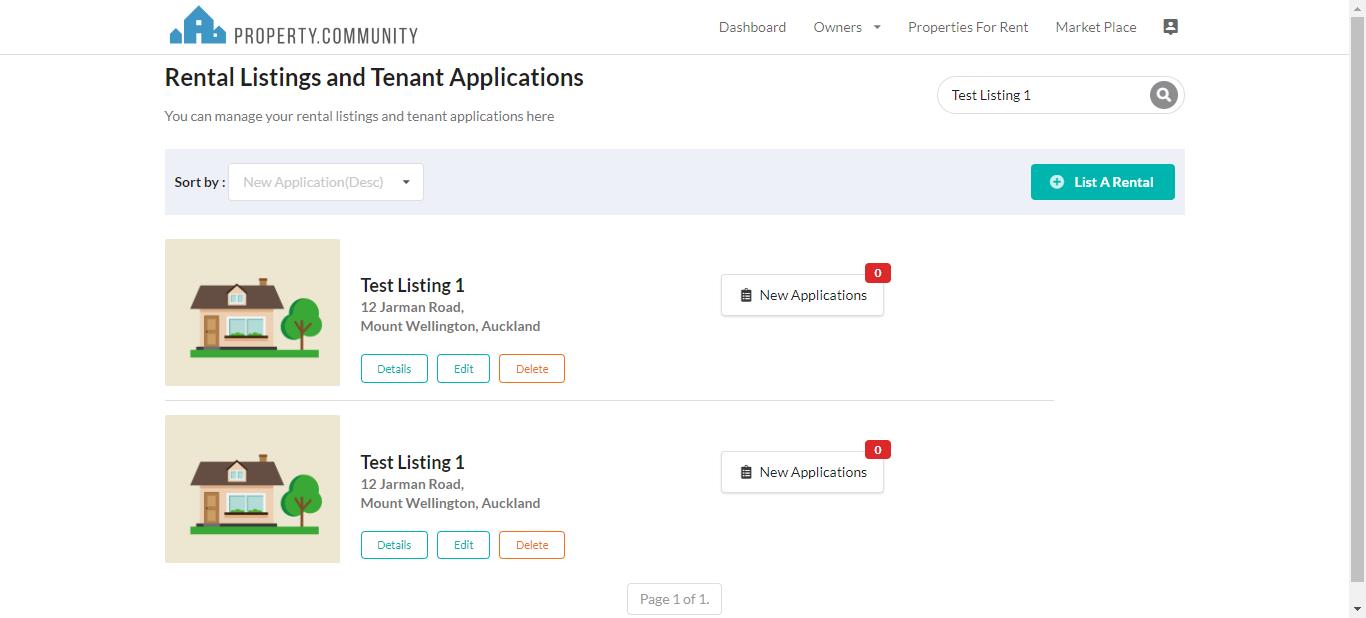 PROPERTY.COMMUNITY
Dashboard Owners Properties For Rent Market Place
Rental Listings and Tenant Applications
Test Listing 1
You can manage your rental listings and tenant applications here
Sort by : New Application(Desc) List A Rental
0
Test Listing 1
New Applications
12 Jarman Road,
Mount Wellington, Auckland
Details Edit Delete
0
Test Listing 1
New Applications
12 Jarman Road,
Mount Wellington, Auckland
Details Edit Delete
Page 1 of 1.